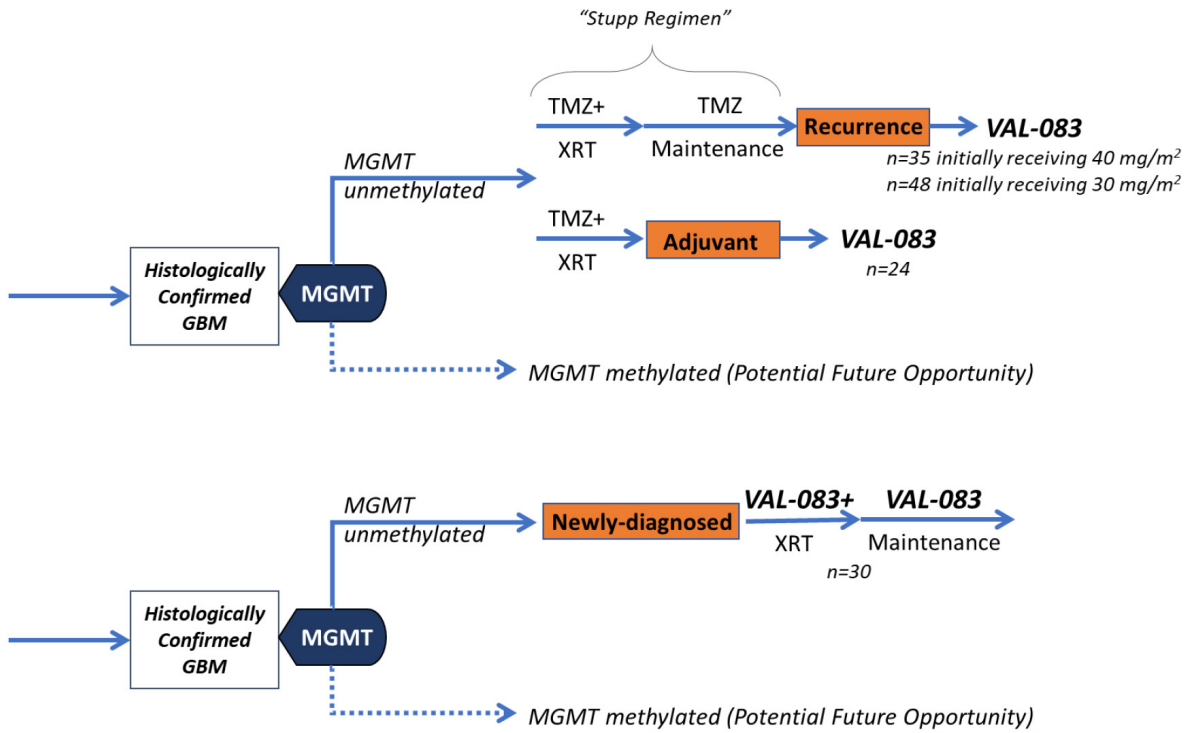 “Stupp Regimen”
TMZ+
XRT
TMZ
Maintenance
Recurrence
VAL-083
n=35 initially receiving 40 mg/m²
n=48 initially receiving 30 mg/m²
MGMT
unmethylated
TMZ+
XRT
Adjuvant
VAL-083
n=24
Histologically
Confirmed
GBM
MGMT
MGMT methylated (Potential Future Opportunity)
MGMT
unmethylated
Newly-diagnosed
VAL-083+
XRT
VAL-083
Maintenance
n=30
Histologically
Confirmed
GBM
MGMT
MGMT methylated (Potential Future Opportunity)